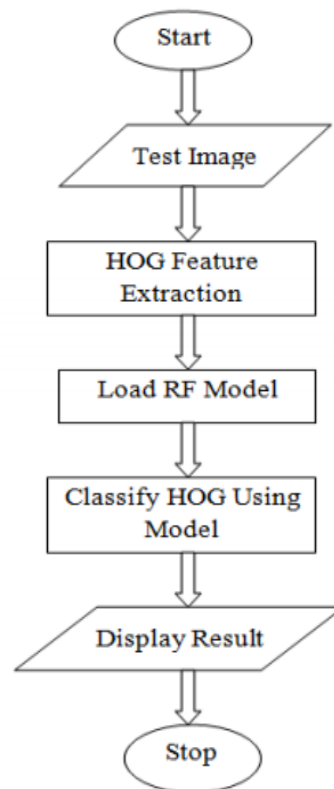 Start
Test Image
HOG Feature
Extraction
Load RF Model
Classify HOG Using
Model
Display Result
Stop